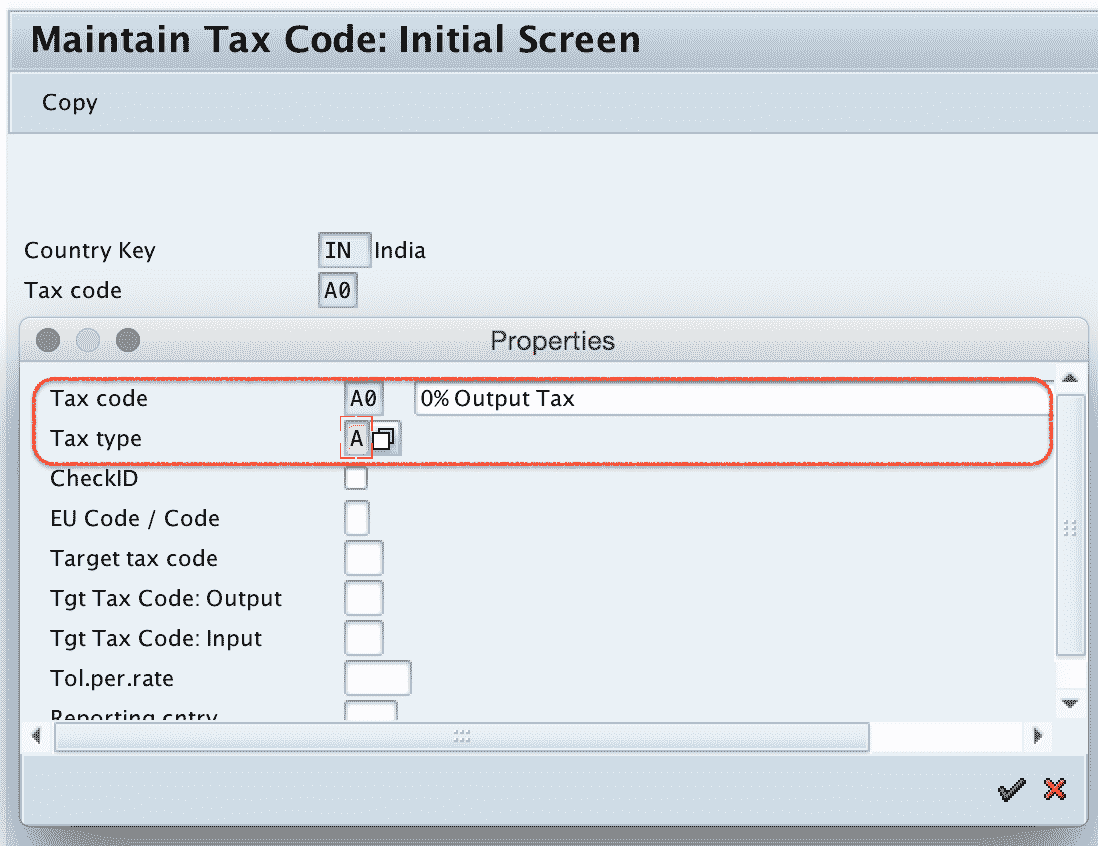 Maintain Tax Code: Initial Screen
Copy
Country Key IN India
Tax code A0
Properties
Tax code A0 0% Output Tax
Tax type A
CheckID
EU Code / Code
Target tax code
Tgt Tax Code: Output
Tgt Tax Code: Input
Tol.per.rate
Reporting cntry